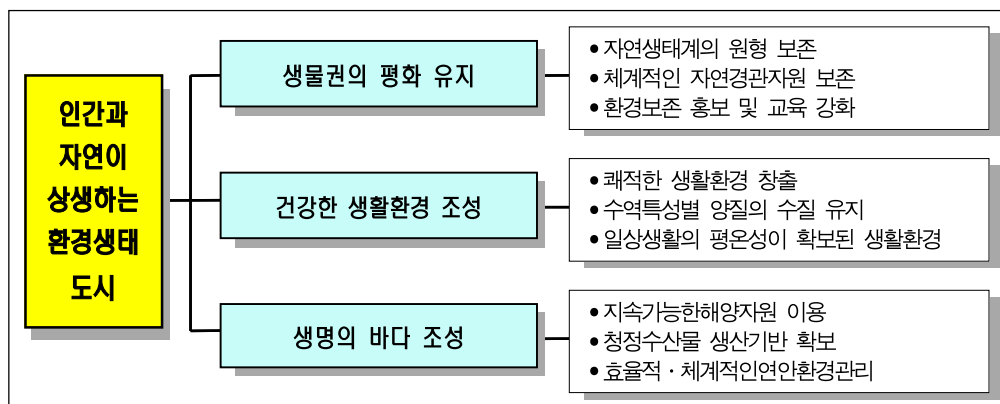 인간과
자연이
상생하는
환경생태
도시
생물권의 평화 유지
• 자연생태계의 원형 보존
• 체계적인 자연경관자원 보존
• 환경보존 홍보 및 교육 강화
건강한 생활환경 조성
• 쾌적한 생활환경 창출
• 수역특성별 양질의 수질 유지
• 일상생활의 평온성이 확보된 생활환경
생명의 바다 조성
• 지속가능한해양자원 이용
• 청정수산물 생산기반 확보
• 효율적 · 체계적인연안환경관리